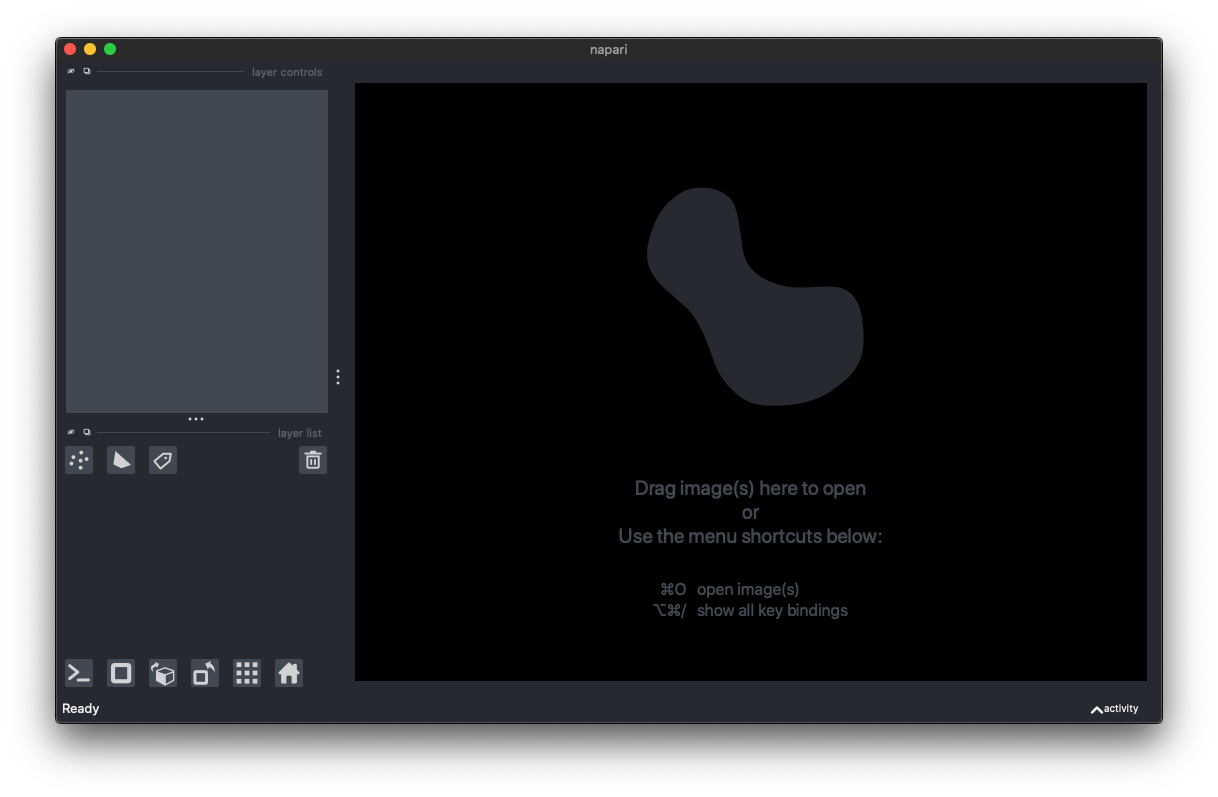 napari
layer controls
layer list
Drag image(s) here to open
or
Use the menu shortcuts below:
⌘O open image(s)
⌥⌘/ show all key bindings
Ready
activity